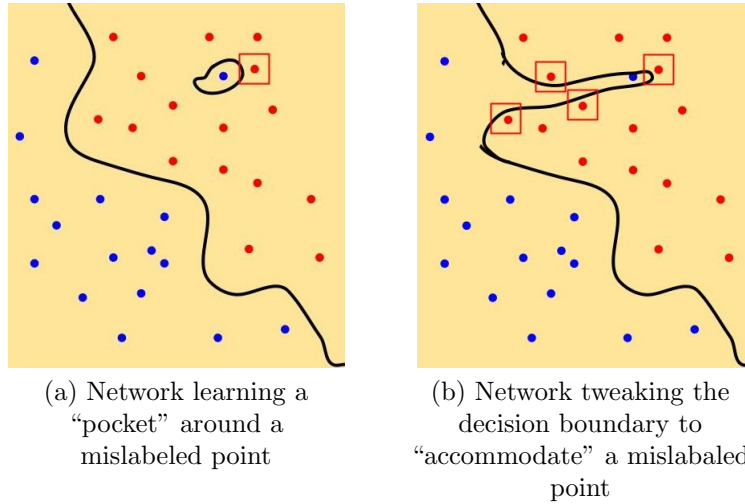 (a) Network learning a
“pocket” around a
mislabeled point
(b) Network tweaking the
decision boundary to
“accommodate” a mislabaled
point